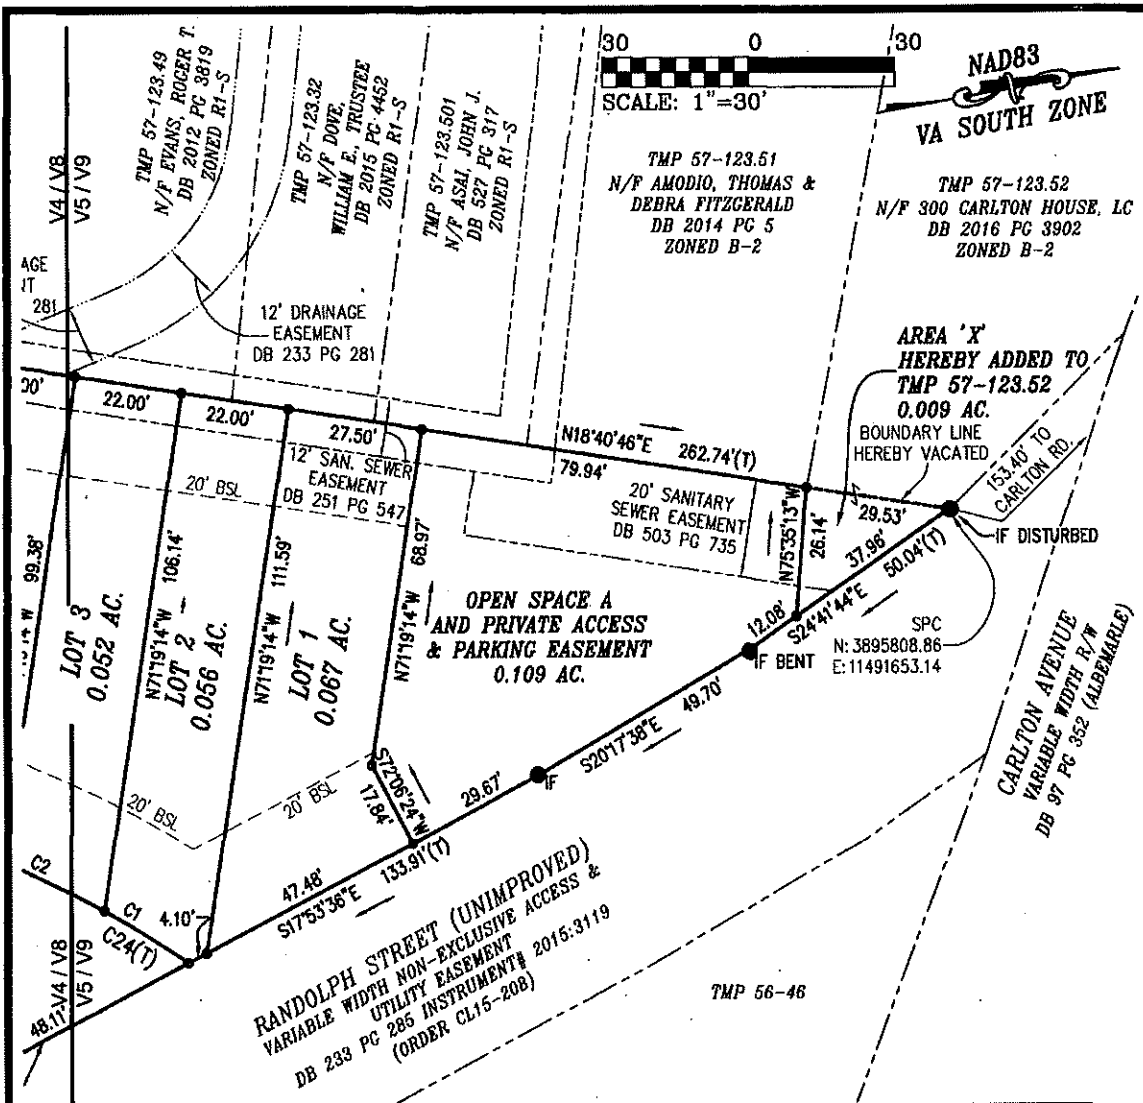 30 0 30
SCALE: 1"=30'
NAD83
VA SOUTH ZONE
V4 / V8
V5 / V9
TMP 57-123.49
N/F EVANS, ROGER T.
DB 2012 PG 3819
ZONED R1-S
TMP 57-123.32
N/F DOVE,
WILLIAM E., TRUSTEE
DB 2015 PG 4452
ZONED R1-S
TMP 57-123.501
N/F ASAI, JOHN J.
DB 527 PG 317
ZONED R1-S
TMP 57-123.51
N/F AMODIO, THOMAS &
DEBRA FITZGERALD
DB 2014 PG 5
ZONED B-2
TMP 57-123.52
N/F 300 CARLTON HOUSE, LC
DB 2016 PG 3902
ZONED B-2
AGE
281
12' DRAINAGE
EASEMENT
DB 233 PG 281
AREA 'X'
HEREBY ADDED TO
TMP 57-123.52
0.009 AC.
BOUNDARY LINE
HEREBY VACATED
153.40' TO
CARLTON RD.
00'
22.00'
22.00'
27.50'
N18°40'46"E 262.74'(T)
79.94'
29.53'
12' SAN. SEWER
EASEMENT
DB 251 PG 547
20' BSL
20' SANITARY
SEWER EASEMENT
DB 503 PG 735
N75°35'13"W
26.14'
37.96'
50.04'(T)
S24°41'44"E
12.08'
IF DISTURBED
SPC
N: 3895808.86
E: 11491653.14
IF BENT
99.38'
LOT 3
0.052 AC.
106.14'
N71°19'14"W
LOT 2
0.056 AC.
111.59'
N71°19'14"W
LOT 1
0.067 AC.
68.97'
N71°19'14"W
OPEN SPACE A
AND PRIVATE ACCESS
& PARKING EASEMENT
0.109 AC.
49.70'
S20°17'38"E
IF
29.67'
S72°06'24"W
17.84'
20' BSL
20' BSL
133.91'(T)
47.48'
S17°53'36"E
C2
C1
C24(T)
4.10'
V4 / V8
V5 / V9
48.11'
RANDOLPH STREET (UNIMPROVED)
VARIABLE WIDTH NON-EXCLUSIVE ACCESS &
UTILITY EASEMENT
DB 233 PG 285 INSTRUMENT# 2015:3119
(ORDER CL15-208)
TMP 56-46
CARLTON AVENUE
VARIABLE WIDTH R/W
DB 97 PG 352 (ALBEMARLE)